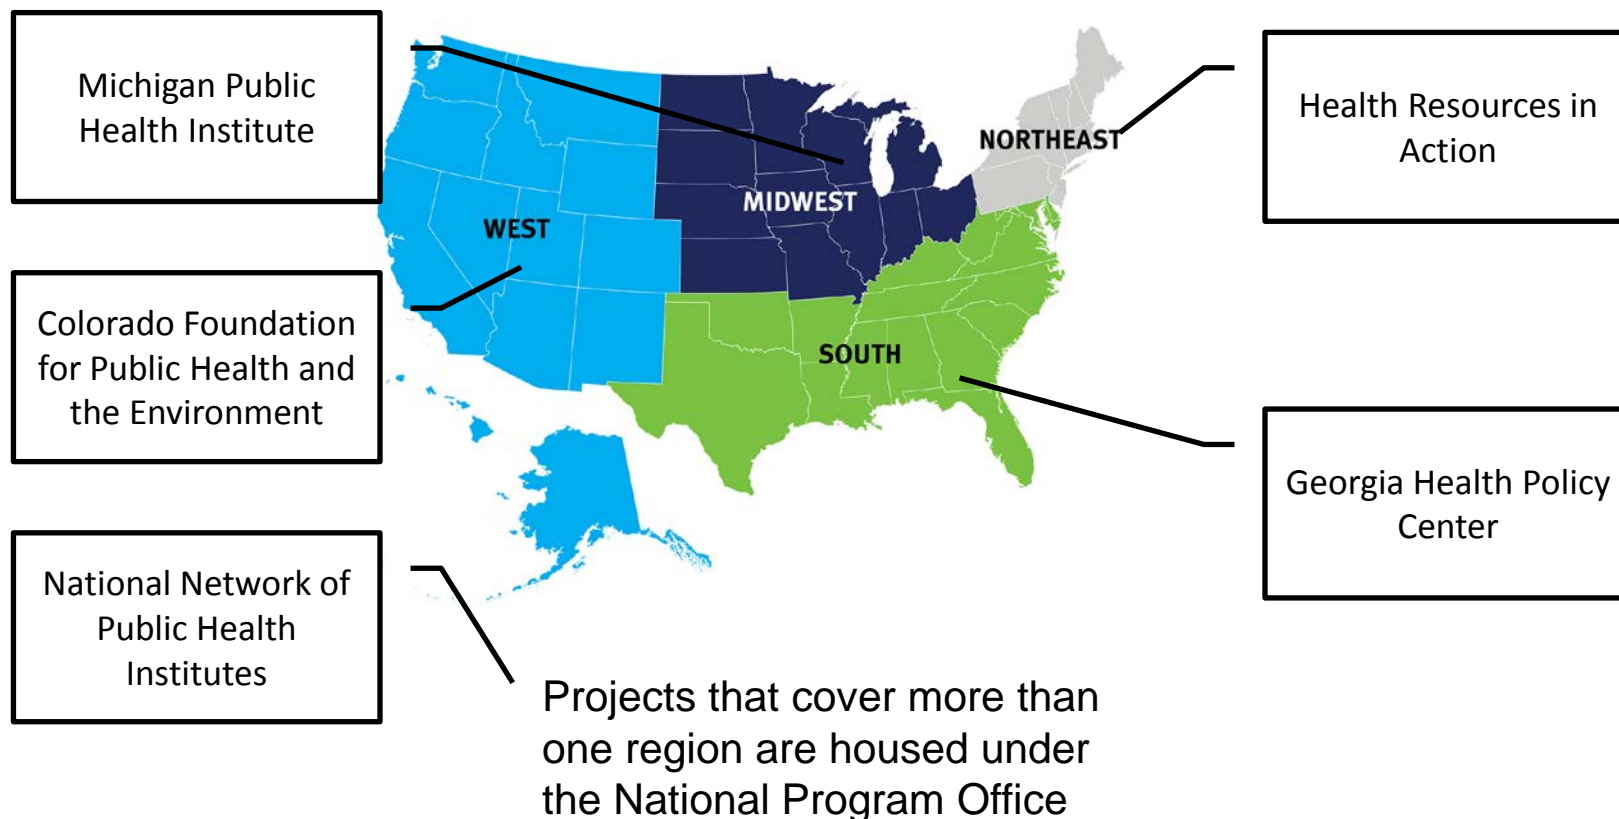 Michigan Public
Health Institute
Health Resources in
Action
NORTHEAST
MIDWEST
WEST
SOUTH
Colorado Foundation
for Public Health and
the Environment
Georgia Health Policy
Center
National Network of
Public Health
Institutes
Projects that cover more than
one region are housed under
the National Program Office